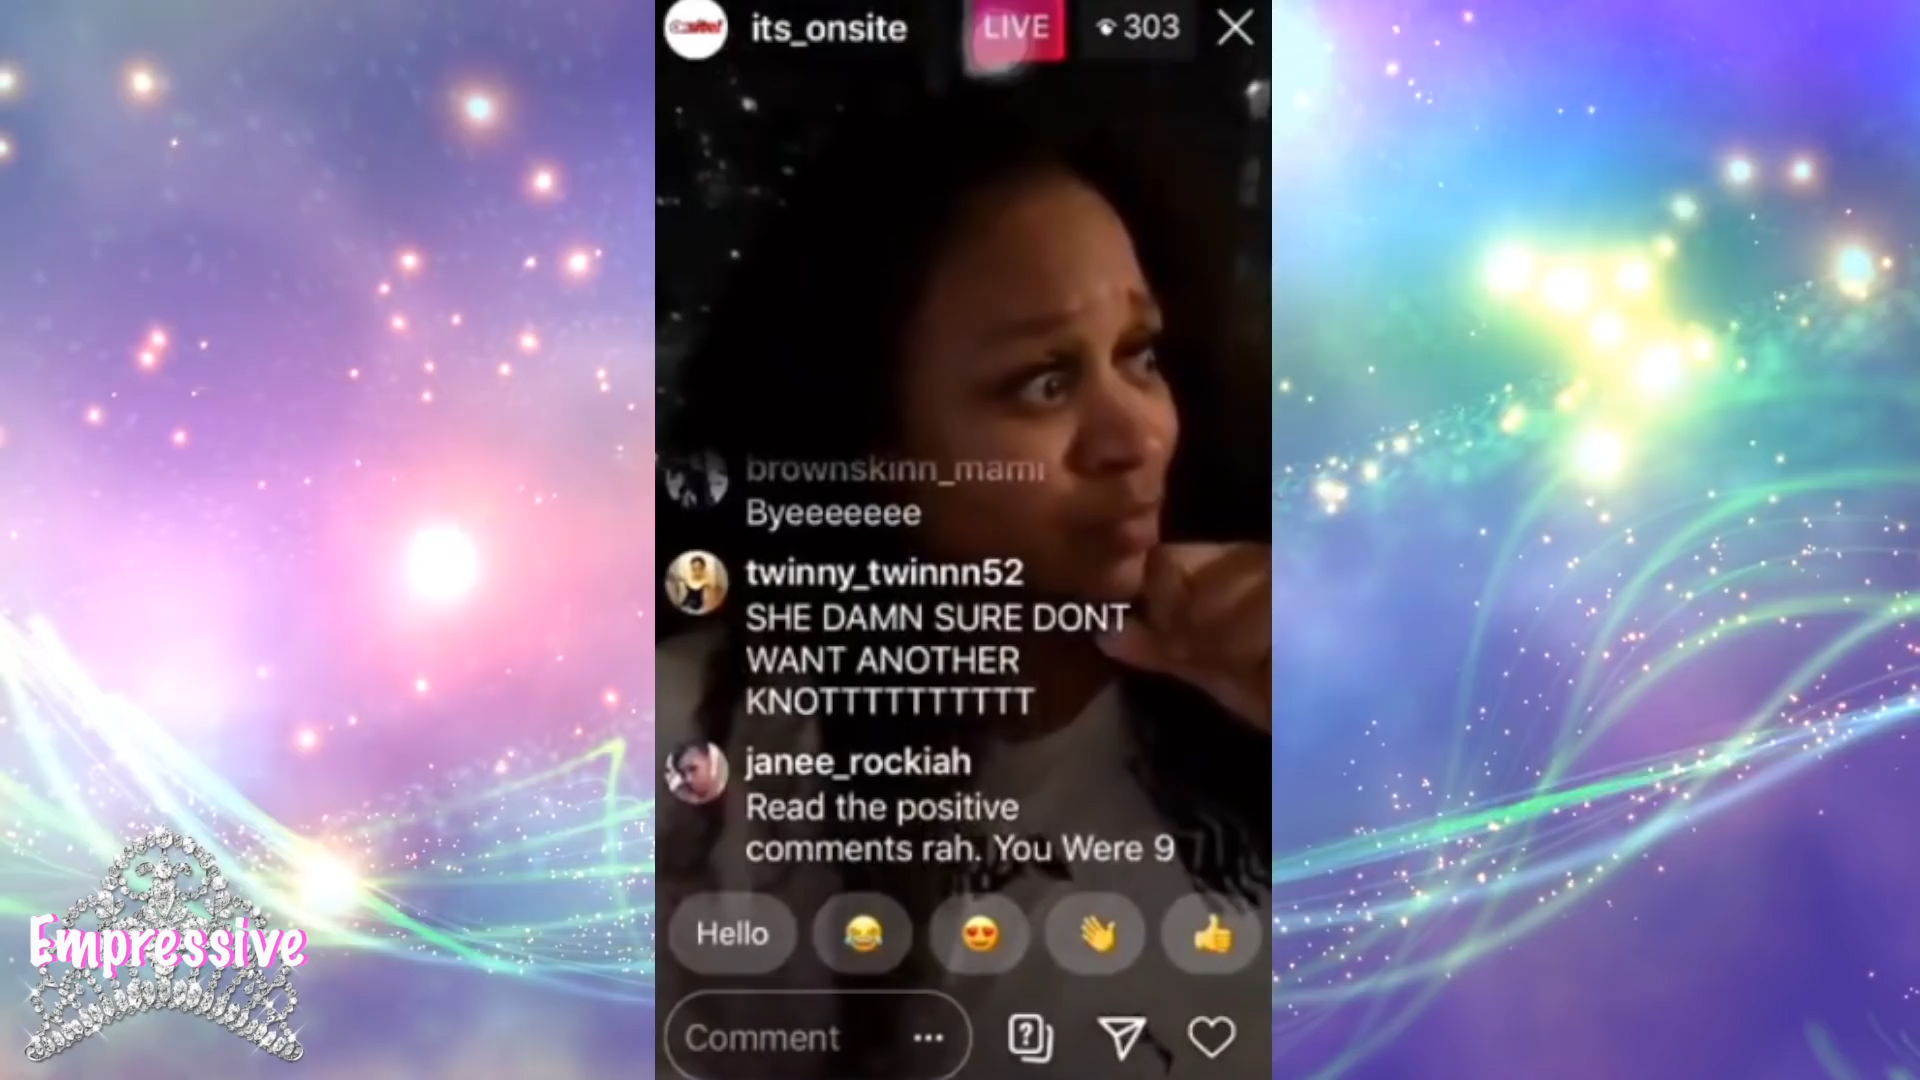 its_onsite
LIVE
303
brownskinn_mami
Byeeeeeee
twinny_twinnn52
SHE DAMN SURE DONT
WANT ANOTHER
KNOTTTTTTTTTT
janee_rockiah
Read the positive
comments rah. You Were 9
Hello
Comment
Empressive